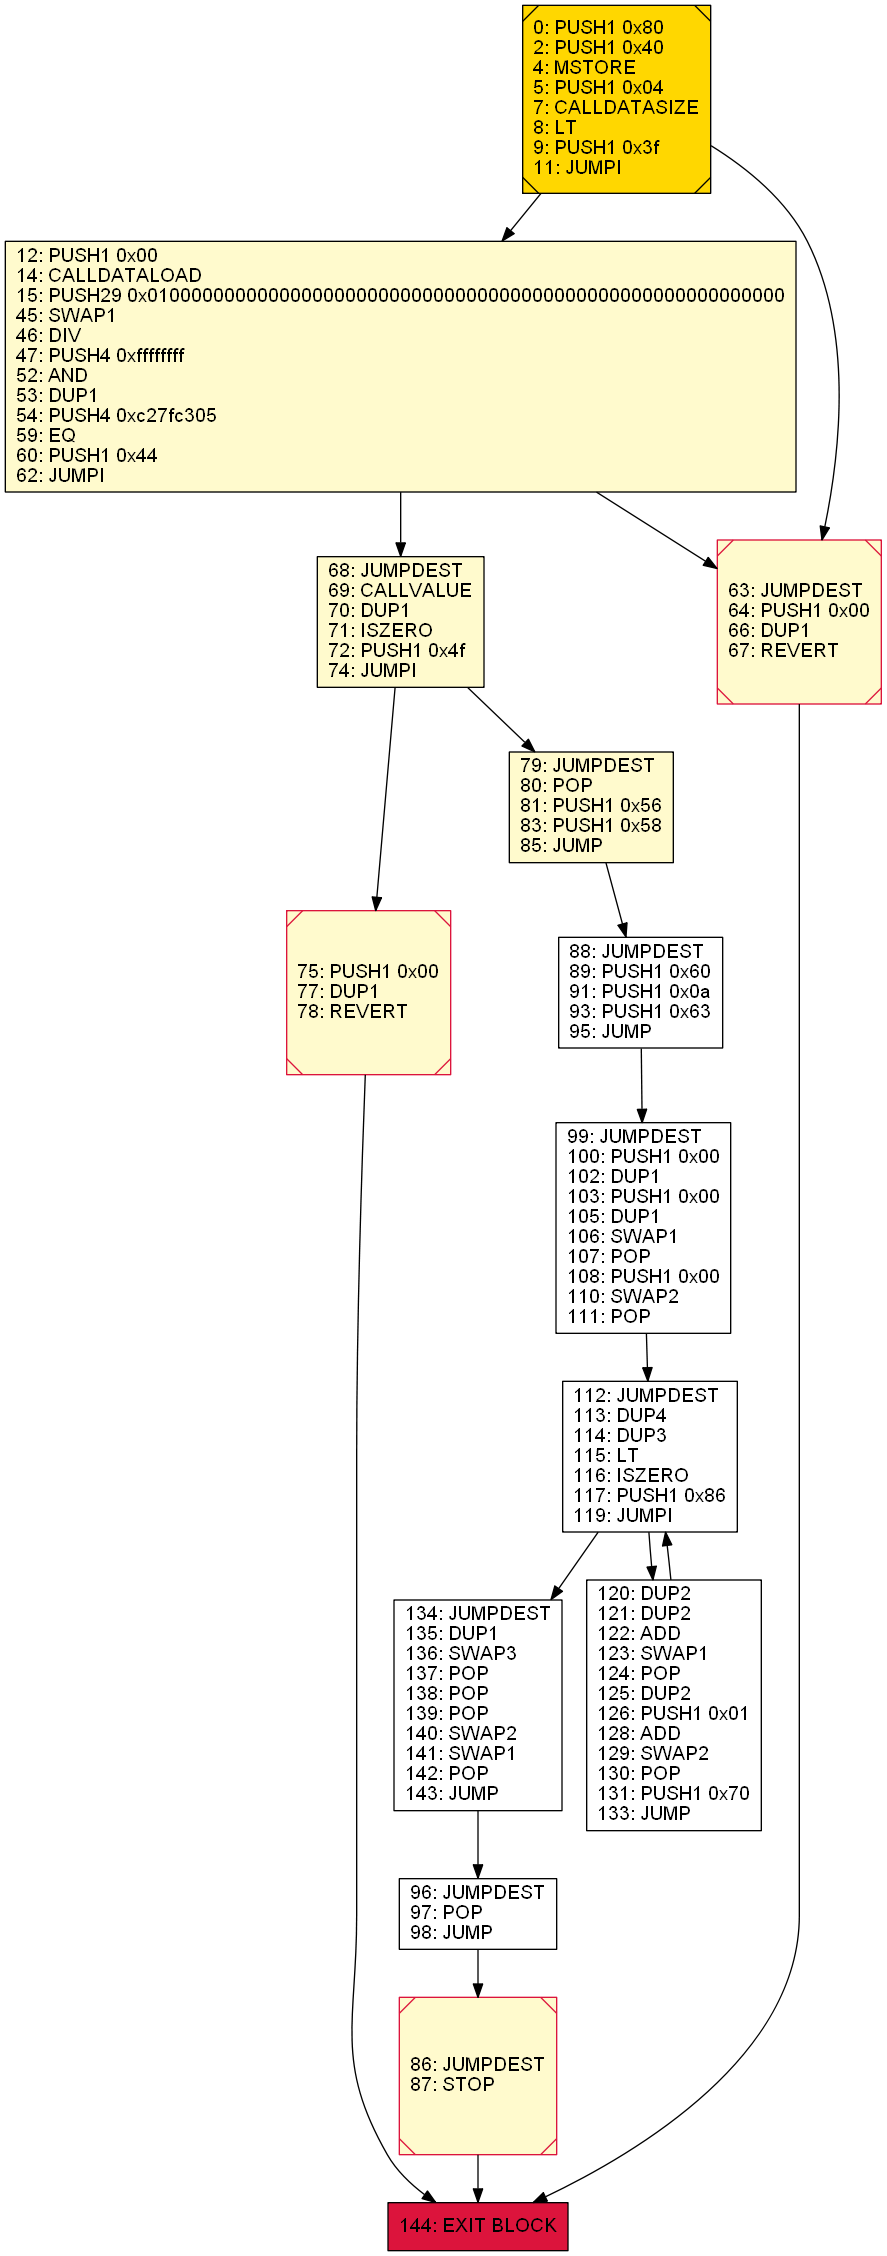 0: PUSH1 0x80
2: PUSH1 0x40
4: MSTORE
5: PUSH1 0x04
7: CALLDATASIZE
8: LT
9: PUSH1 0x3f
11: JUMPI
12: PUSH1 0x00
14: CALLDATALOAD
15: PUSH29 0x0100000000000000000000000000000000000000000000000000000000
45: SWAP1
46: DIV
47: PUSH4 0xffffffff
52: AND
53: DUP1
54: PUSH4 0xc27fc305
59: EQ
60: PUSH1 0x44
62: JUMPI
68: JUMPDEST
69: CALLVALUE
70: DUP1
71: ISZERO
72: PUSH1 0x4f
74: JUMPI
63: JUMPDEST
64: PUSH1 0x00
66: DUP1
67: REVERT
79: JUMPDEST
80: POP
81: PUSH1 0x56
83: PUSH1 0x58
85: JUMP
75: PUSH1 0x00
77: DUP1
78: REVERT
88: JUMPDEST
89: PUSH1 0x60
91: PUSH1 0x0a
93: PUSH1 0x63
95: JUMP
99: JUMPDEST
100: PUSH1 0x00
102: DUP1
103: PUSH1 0x00
105: DUP1
106: SWAP1
107: POP
108: PUSH1 0x00
110: SWAP2
111: POP
112: JUMPDEST
113: DUP4
114: DUP3
115: LT
116: ISZERO
117: PUSH1 0x86
119: JUMPI
134: JUMPDEST
135: DUP1
136: SWAP3
137: POP
138: POP
139: POP
140: SWAP2
141: SWAP1
142: POP
143: JUMP
120: DUP2
121: DUP2
122: ADD
123: SWAP1
124: POP
125: DUP2
126: PUSH1 0x01
128: ADD
129: SWAP2
130: POP
131: PUSH1 0x70
133: JUMP
96: JUMPDEST
97: POP
98: JUMP
86: JUMPDEST
87: STOP
144: EXIT BLOCK